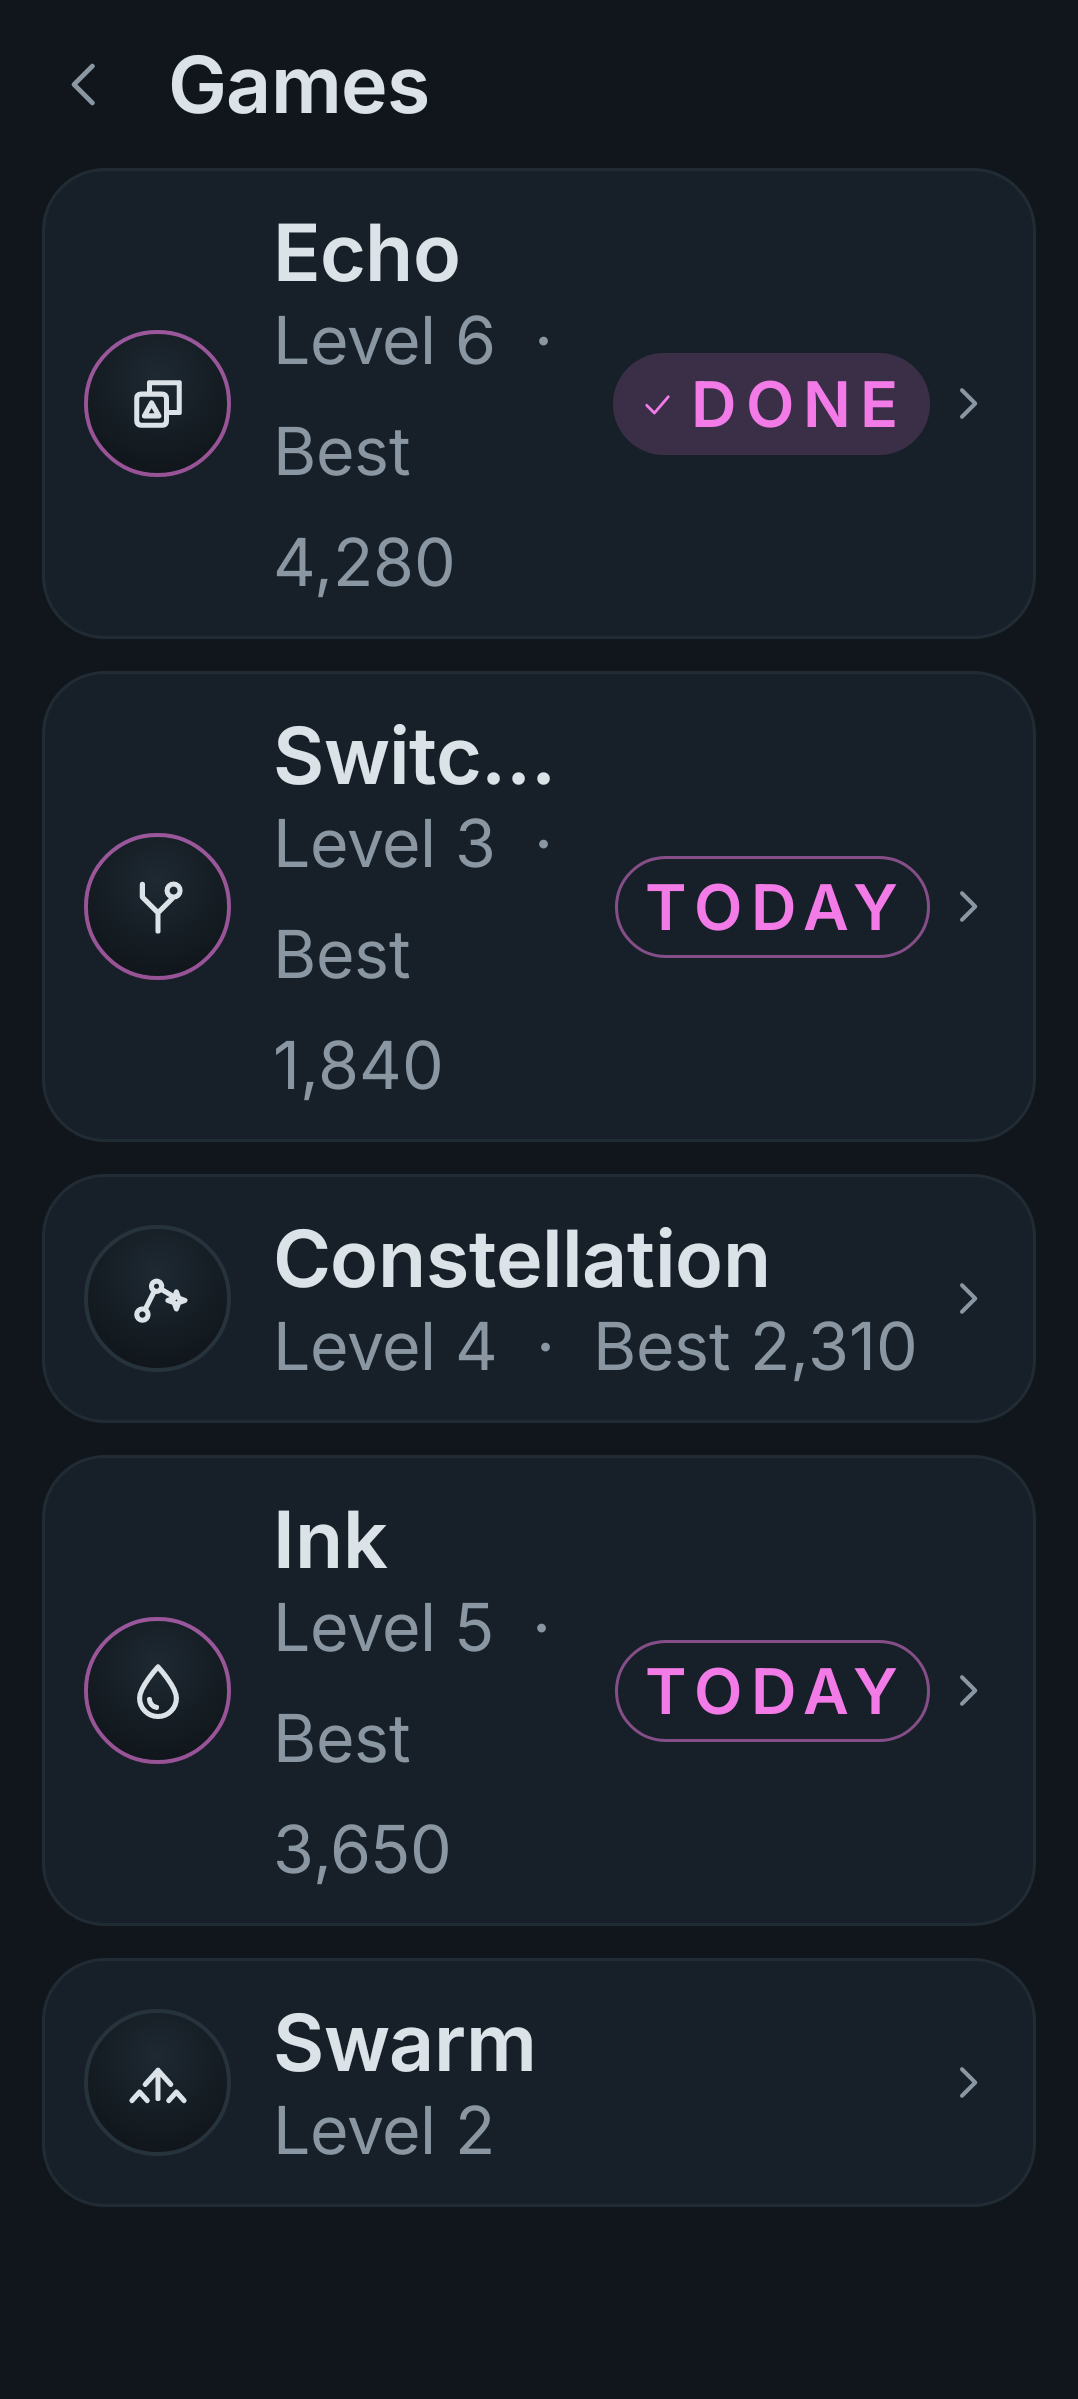 Games
Echo
Level 6 ·
Best
4,280
DONE
Switc...
Level 3 ·
Best
1,840
TODAY
Constellation
Level 4 · Best 2,310
Ink
Level 5 ·
Best
3,650
TODAY
Swarm
Level 2